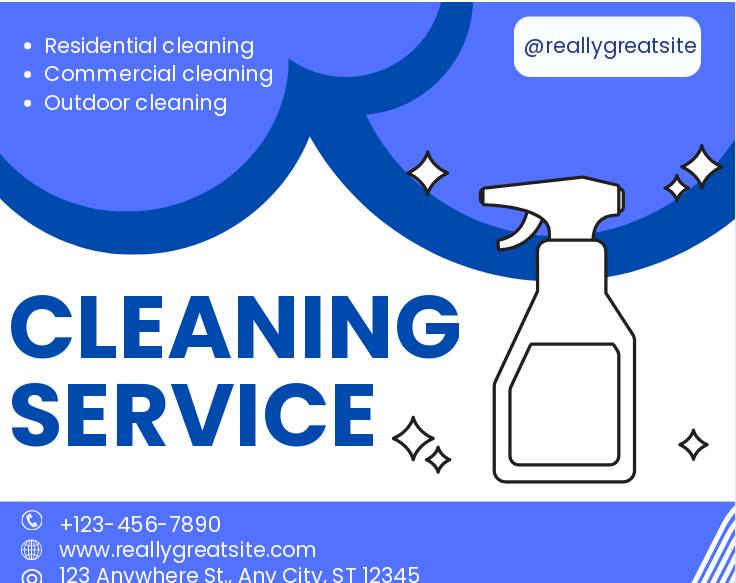 • Residential cleaning
• Commercial cleaning
• Outdoor cleaning
@reallygreatsite
CLEANING
SERVICE
+123-456-7890
www.reallygreatsite.com
123 Anywhere St., Any City, ST 12345